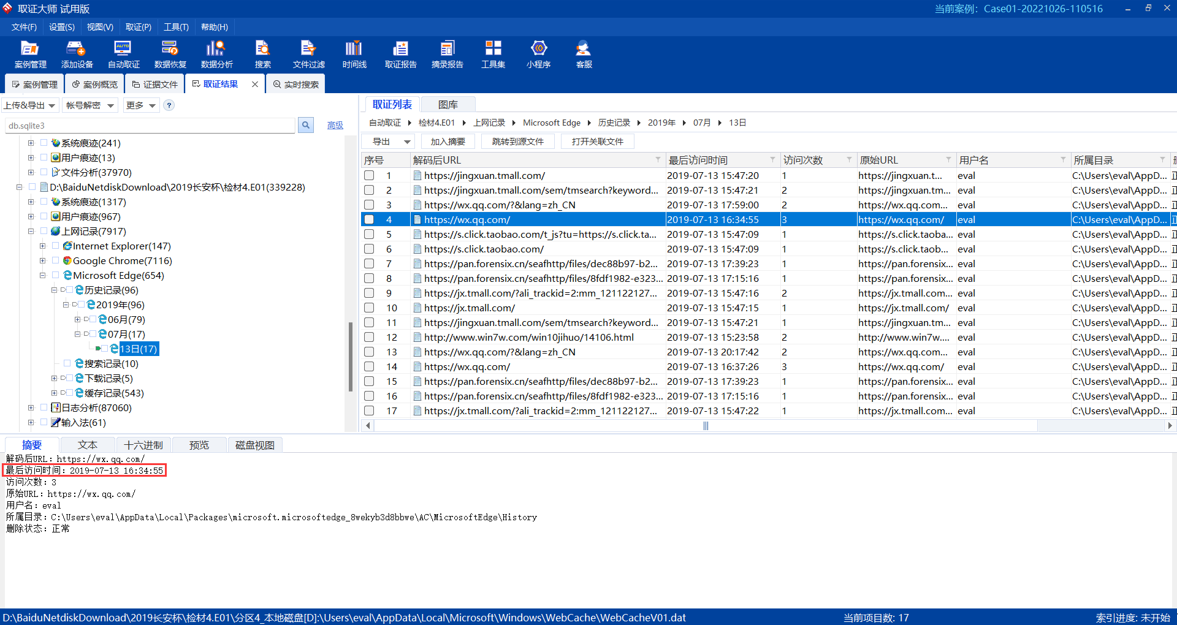 取证大师 试用版
当前案例：Case01-20221026-110516
文件(F) 设置(S) 视图(V) 取证(P) 工具(T) 帮助(H)
案例管理 添加设备 自动取证 数据恢复 数据分析 搜索 文件过滤 时间线 取证报告 摘录报告 工具集 小程序 客服
案例管理 案例概览 证据文件 取证结果 实时搜索
上传&导出 帐号解密 更多 ?
db.sqlite3 高级
系统痕迹(241)
用户痕迹(13)
文件分析(37970)
D:\BaiduNetdiskDownload\2019长安杯\检材4.E01(339228)
系统痕迹(1317)
用户痕迹(967)
上网记录(7917)
Internet Explorer(147)
Google Chrome(7116)
Microsoft Edge(654)
历史记录(96)
2019年(96)
06月(79)
07月(17)
13日(17)
搜索记录(10)
下载记录(5)
缓存记录(543)
日志分析(87060)
输入法(61)
取证列表 图库
自动取证 检材4.E01 上网记录 Microsoft Edge 历史记录 2019年 07月 13日
导出 加入摘要 跳转到源文件 打开关联文件
序号 解码后URL 最后访问时间 访问次数 原始URL 用户名 所属目录
1 https://jingxuan.tmall.com/ 2019-07-13 15:47:20 1 https://jingxuan.t... eval C:\Users\eval\AppD...
2 https://jingxuan.tmall.com/sem/tmsearch?keyword... 2019-07-13 15:47:21 2 https://jingxuan.tm... eval C:\Users\eval\AppD...
3 https://wx.qq.com/?&lang=zh_CN 2019-07-13 17:59:00 2 https://wx.qq.com... eval C:\Users\eval\AppD...
4 https://wx.qq.com/ 2019-07-13 16:34:55 3 https://wx.qq.com/ eval C:\Users\eval\AppD...
5 https://s.click.taobao.com/t_js?tu=https://s.click.ta... 2019-07-13 15:47:09 1 https://s.click.taoba... eval C:\Users\eval\AppD...
6 https://s.click.taobao.com/ 2019-07-13 15:47:09 1 https://s.click.taob... eval C:\Users\eval\AppD...
7 https://pan.forensix.cn/seafhttp/files/dec88b97-b2... 2019-07-13 17:39:23 1 https://pan.forensix... eval C:\Users\eval\AppD...
8 https://pan.forensix.cn/seafhttp/files/8fdf1982-e323... 2019-07-13 17:15:16 1 https://pan.forensix... eval C:\Users\eval\AppD...
9 https://jx.tmall.com/?ali_trackid=2:mm_121122127... 2019-07-13 15:47:16 2 https://jx.tmall.com... eval C:\Users\eval\AppD...
10 https://jx.tmall.com/ 2019-07-13 15:47:15 1 https://jx.tmall.com/ eval C:\Users\eval\AppD...
11 https://jingxuan.tmall.com/sem/tmsearch?keyword... 2019-07-13 15:47:21 1 https://jingxuan.tm... eval C:\Users\eval\AppD...
12 http://www.win7w.com/win10jihuo/14106.html 2019-07-13 15:23:58 2 http://www.win7w.... eval C:\Users\eval\AppD...
13 https://wx.qq.com/?&lang=zh_CN 2019-07-13 20:17:42 2 https://wx.qq.com... eval C:\Users\eval\AppD...
14 https://wx.qq.com/ 2019-07-13 16:37:26 3 https://wx.qq.com/ eval C:\Users\eval\AppD...
15 https://pan.forensix.cn/seafhttp/files/dec88b97-b2... 2019-07-13 17:39:23 1 https://pan.forensix... eval C:\Users\eval\AppD...
16 https://pan.forensix.cn/seafhttp/files/8fdf1982-e323... 2019-07-13 17:15:16 1 https://pan.forensix... eval C:\Users\eval\AppD...
17 https://jx.tmall.com/?ali_trackid=2:mm_121122127... 2019-07-13 15:47:22 1 https://jx.tmall.com... eval C:\Users\eval\AppD...
摘要 文本 十六进制 预览 磁盘视图
解码后URL：https://wx.qq.com/
最后访问时间：2019-07-13 16:34:55
访问次数：3
原始URL：https://wx.qq.com/
用户名：eval
所属目录：C:\Users\eval\AppData\Local\Packages\microsoft.microsoftedge_8wekyb3d8bbwe\AC\MicrosoftEdge\History
删除状态：正常
D:\BaiduNetdiskDownload\2019长安杯\检材4.E01\分区4_本地磁盘[D]:\Users\eval\AppData\Local\Microsoft\Windows\WebCache\WebCacheV01.dat 当前项目数: 17 索引进度: 未开始